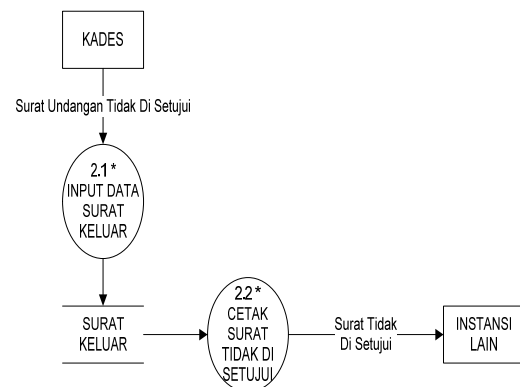 KADES
Surat Undangan Tidak Di Setujui
2.1 *
INPUT DATA
SURAT
KELUAR
SURAT
KELUAR
2.2 *
CETAK
SURAT
TIDAK DI
SETUJUI
Surat Tidak
Di Setujui
INSTANSI
LAIN